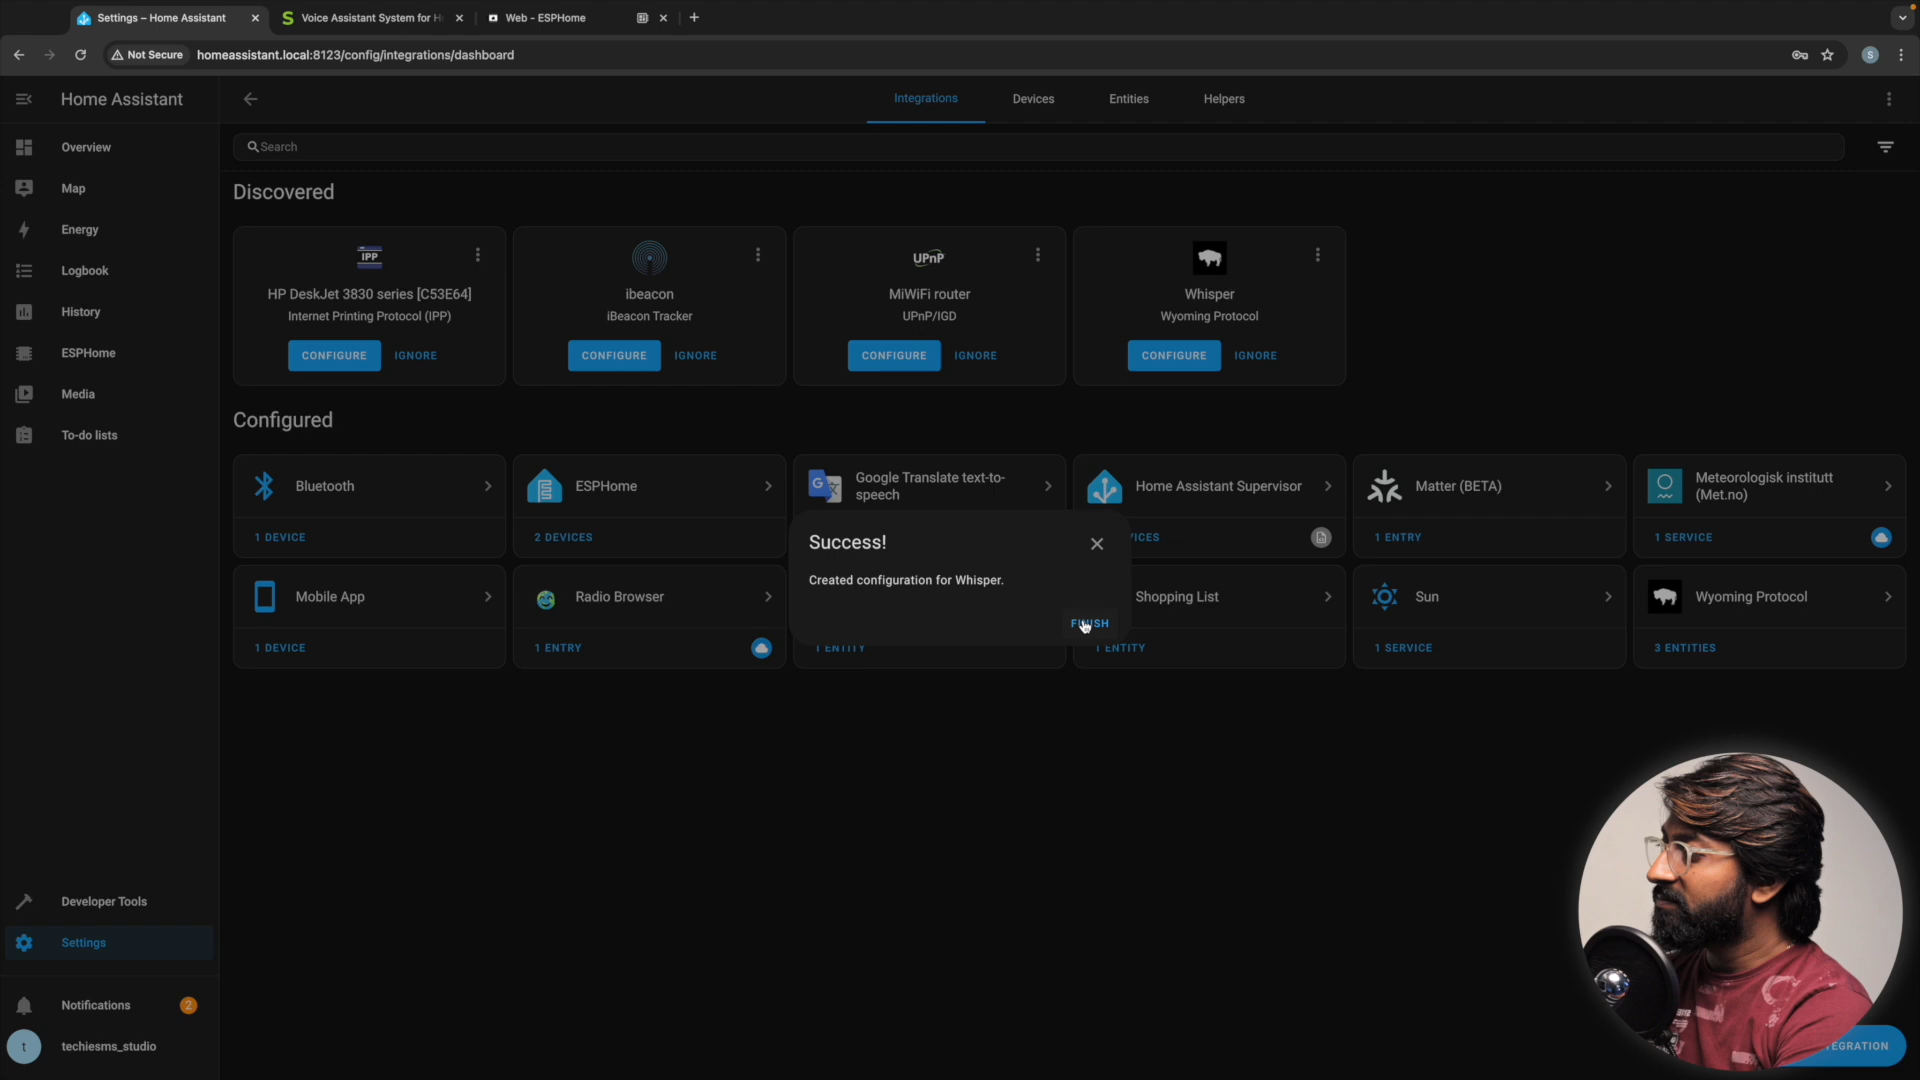 Settings – Home Assistant
Voice Assistant System for H
Web - ESPHome
Not Secure
homeassistant.local:8123/config/integrations/dashboard
S
Home Assistant
Integrations
Devices
Entities
Helpers
Overview
Map
Energy
Logbook
History
ESPHome
Media
To-do lists
Developer Tools
Settings
Notifications
2
t
techiesms_studio
Search
Discovered
IPP
HP DeskJet 3830 series [C53E64]
Internet Printing Protocol (IPP)
CONFIGURE
IGNORE
ibeacon
iBeacon Tracker
CONFIGURE
IGNORE
UPnP
MiWiFi router
UPnP/IGD
CONFIGURE
IGNORE
Whisper
Wyoming Protocol
CONFIGURE
IGNORE
Configured
Bluetooth
1 DEVICE
ESPHome
2 DEVICES
Google Translate text-to-
speech
Home Assistant Supervisor
ICES
Matter (BETA)
1 ENTRY
Meteorologisk institutt
(Met.no)
1 SERVICE
Mobile App
1 DEVICE
Radio Browser
1 ENTRY
1 ENTITY
Shopping List
1 ENTITY
Sun
1 SERVICE
Wyoming Protocol
3 ENTITIES
Success!
Created configuration for Whisper.
FINISH
TEGRATION